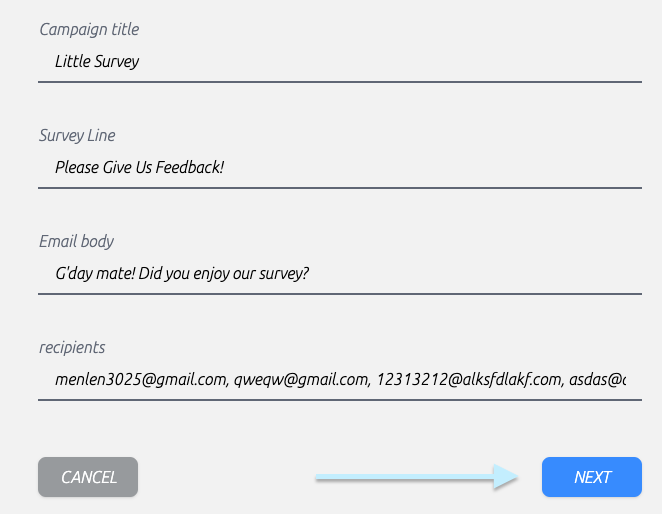 Campaign title
Little Survey
Survey Line
Please Give Us Feedback!
Email body
G'day mate! Did you enjoy our survey?
recipients
menlen3025@gmail.com, qweqw@gmail.com, 12313212@alksfdlakf.com, asdas@
CANCEL
NEXT